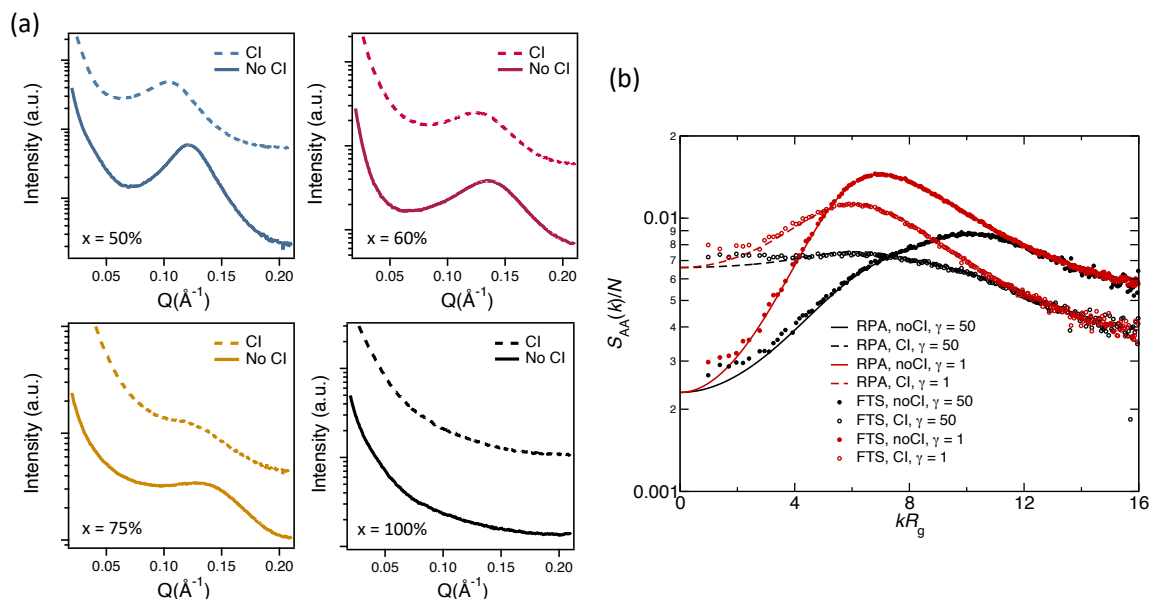 (a)
CI
No CI
Intensity (a.u.)
x = 50%
0.05 0.10 0.15 0.20
Q(Å⁻¹)
CI
No CI
Intensity (a.u.)
x = 60%
0.05 0.10 0.15 0.20
Q(Å⁻¹)
CI
No CI
Intensity (a.u.)
x = 75%
0.05 0.10 0.15 0.20
Q(Å⁻¹)
CI
No CI
Intensity (a.u.)
x = 100%
0.05 0.10 0.15 0.20
Q(Å⁻¹)
(b)
S_AA(k)/N
2
0.01
8
7
6
5
4
3
2
0.001
RPA, noCI, γ = 50
RPA, CI, γ = 50
RPA, noCI, γ = 1
RPA, CI, γ = 1
FTS, noCI, γ = 50
FTS, CI, γ = 50
FTS, noCI, γ = 1
FTS, CI, γ = 1
0 4 8 12 16
kR_g